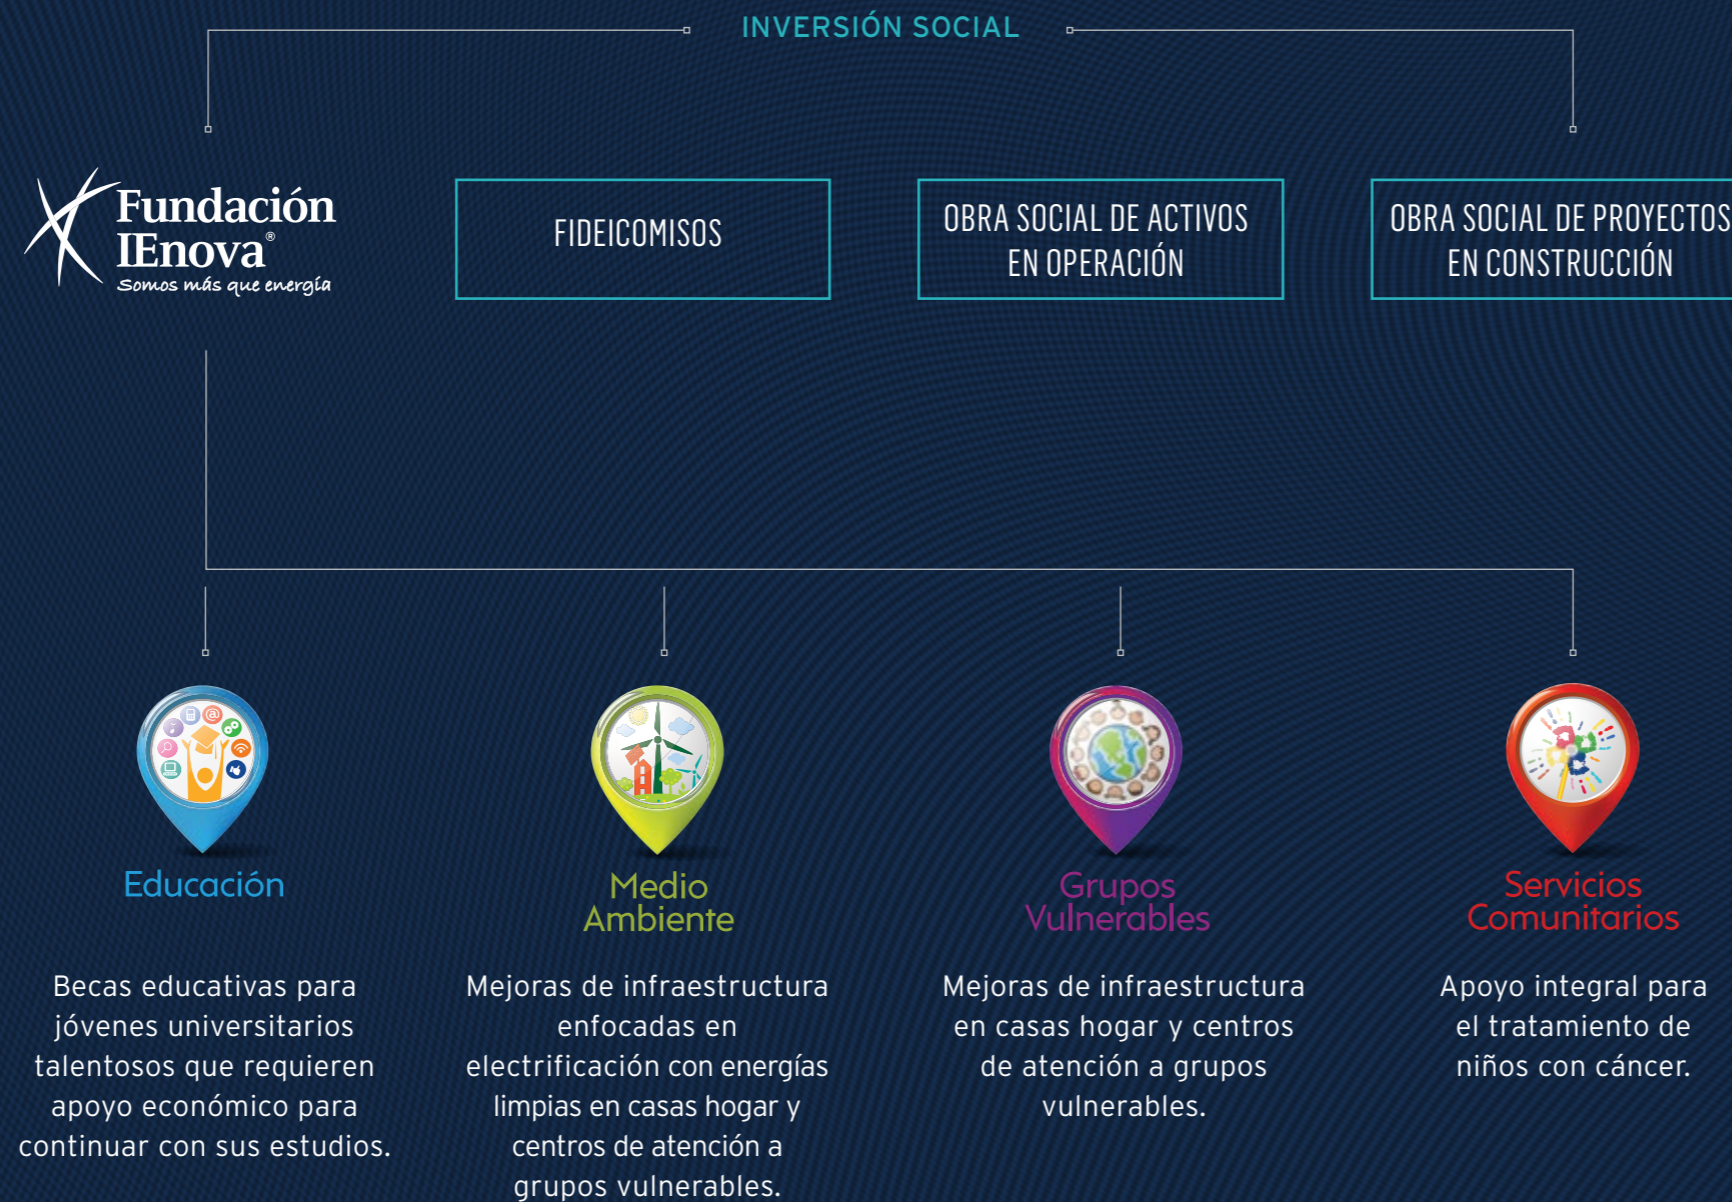 INVERSIÓN SOCIAL
Fundación
IEnova®
Somos más que energía
FIDEICOMISOS
OBRA SOCIAL DE ACTIVOS
EN OPERACIÓN
OBRA SOCIAL DE PROYECTOS
EN CONSTRUCCIÓN
Educación
Becas educativas para
jóvenes universitarios
talentosos que requieren
apoyo económico para
continuar con sus estudios.
Medio
Ambiente
Mejoras de infraestructura
enfocadas en
electrificación con energías
limpias en casas hogar y
centros de atención a
grupos vulnerables.
Grupos
Vulnerables
Mejoras de infraestructura
en casas hogar y centros
de atención a grupos
vulnerables.
Servicios
Comunitarios
Apoyo integral para
el tratamiento de
niños con cáncer.